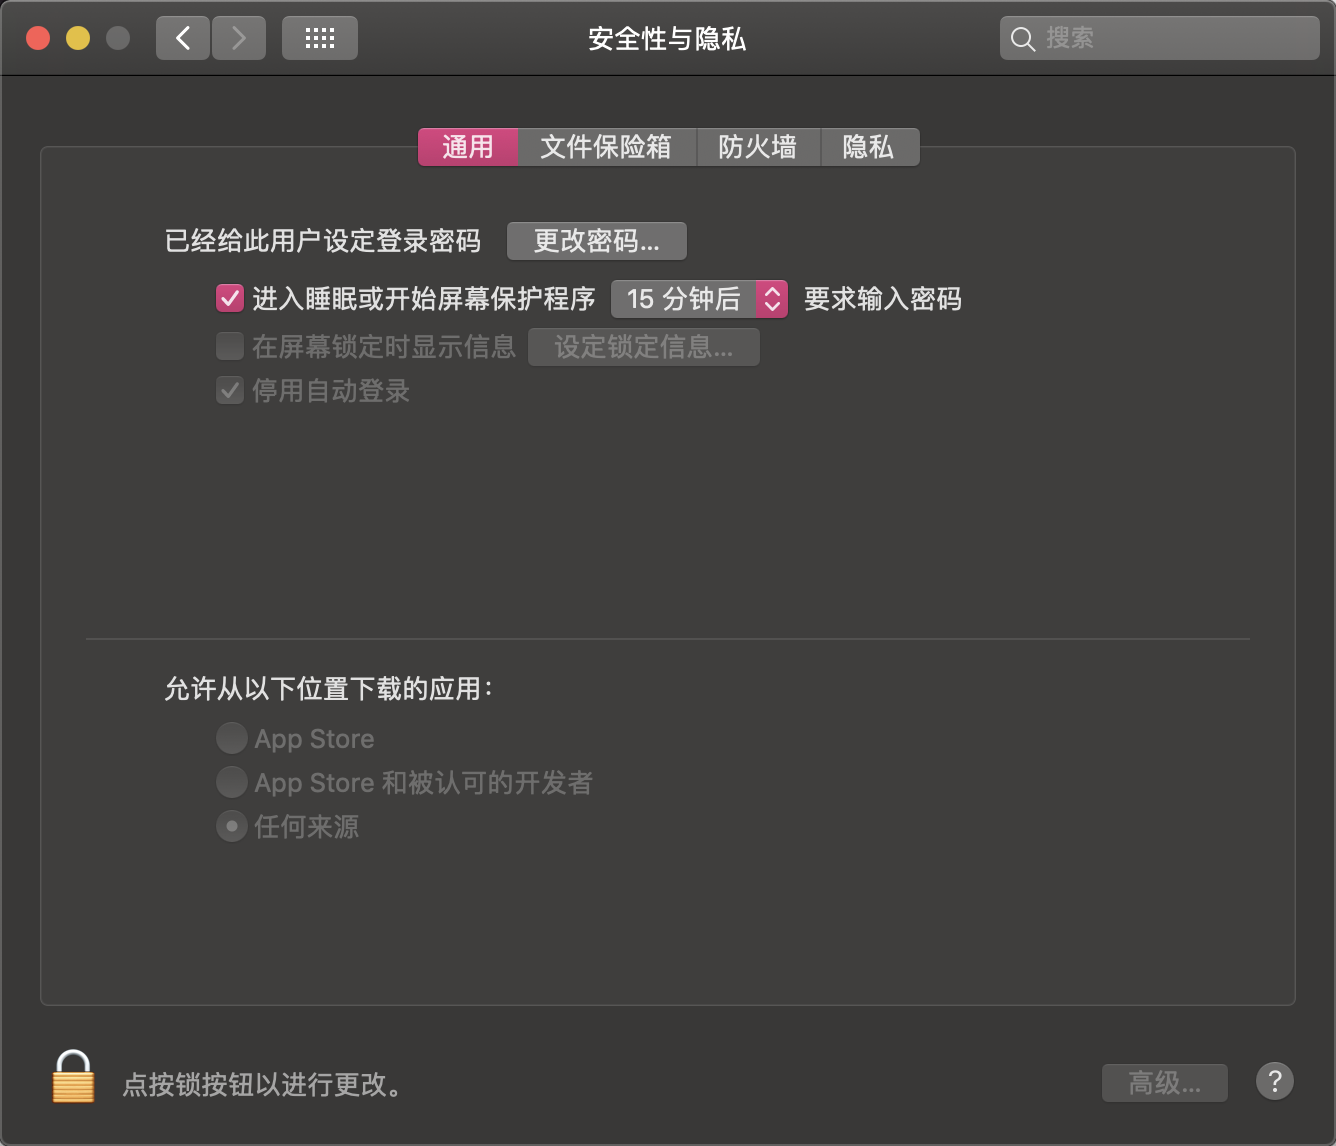 安全性与隐私
搜索
通用 文件保险箱 防火墙 隐私
已经给此用户设定登录密码 更改密码...
进入睡眠或开始屏幕保护程序 15 分钟后 要求输入密码
在屏幕锁定时显示信息 设定锁定信息...
停用自动登录
允许从以下位置下载的应用：
App Store
App Store 和被认可的开发者
任何来源
点按锁按钮以进行更改。
高级... ?